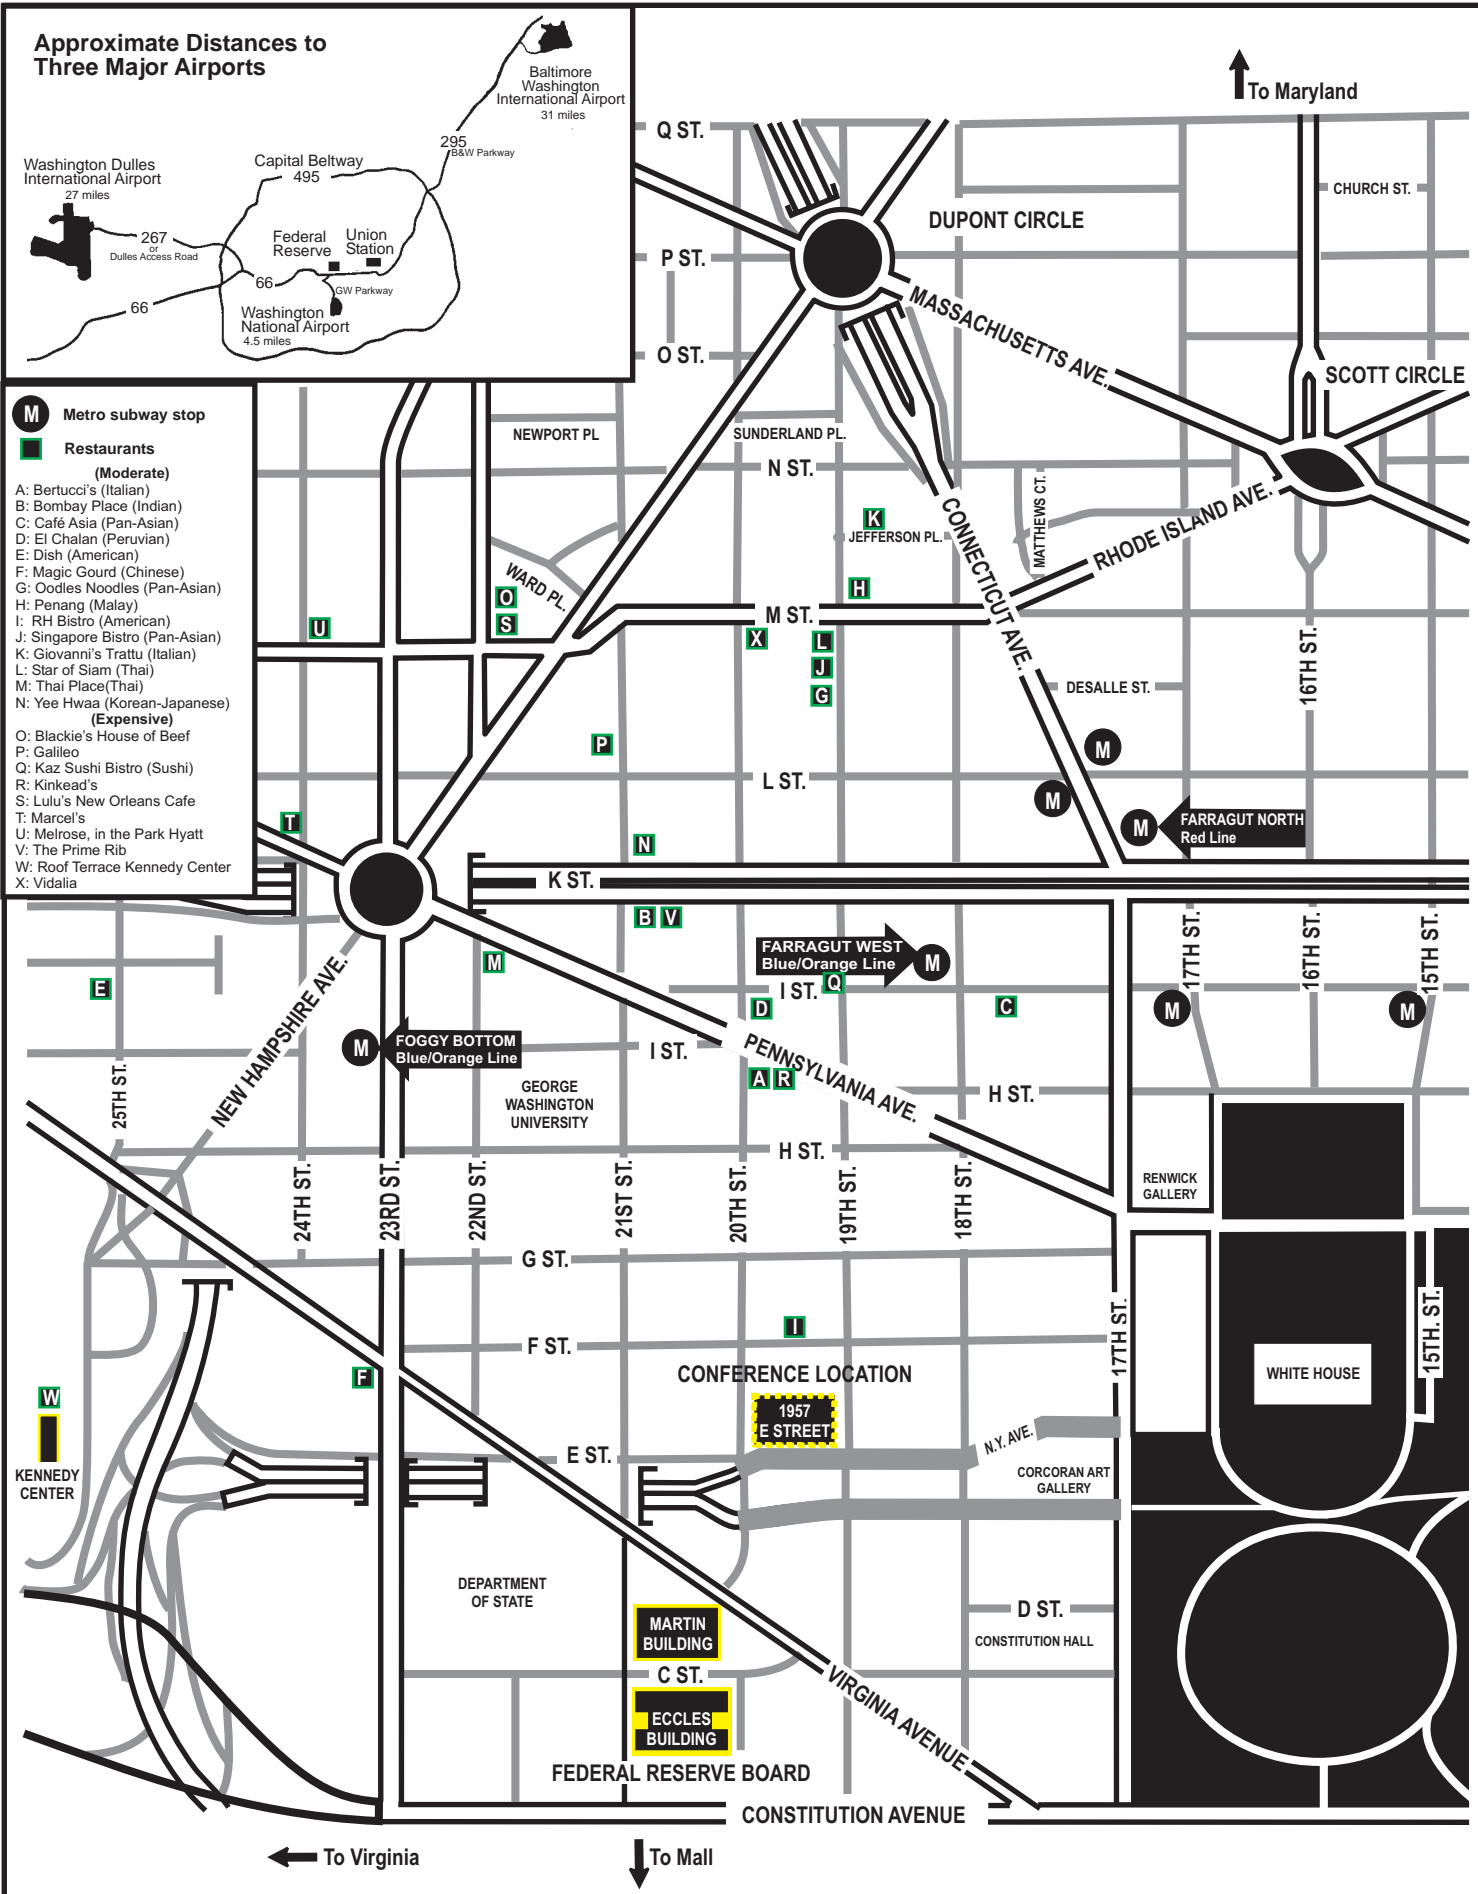 Approximate Distances to
Three Major Airports
Baltimore
Washington
International Airport
31 miles
295
B&W Parkway
Capital Beltway
495
Washington Dulles
International Airport
27 miles
267
or
Dulles Access Road
Federal
Reserve
Union
Station
66
GW Parkway
66
Washington
National Airport
4.5 miles
M Metro subway stop
Restaurants
(Moderate)
A: Bertucci's (Italian)
B: Bombay Place (Indian)
C: Café Asia (Pan-Asian)
D: El Chalan (Peruvian)
E: Dish (American)
F: Magic Gourd (Chinese)
G: Oodles Noodles (Pan-Asian)
H: Penang (Malay)
I: RH Bistro (American)
J: Singapore Bistro (Pan-Asian)
K: Giovanni's Trattu (Italian)
L: Star of Siam (Thai)
M: Thai Place(Thai)
N: Yee Hwaa (Korean-Japanese)
(Expensive)
O: Blackie's House of Beef
P: Galileo
Q: Kaz Sushi Bistro (Sushi)
R: Kinkead's
S: Lulu's New Orleans Cafe
T: Marcel's
U: Melrose, in the Park Hyatt
V: The Prime Rib
W: Roof Terrace Kennedy Center
X: Vidalia
To Maryland
Q ST.
CHURCH ST.
DUPONT CIRCLE
P ST.
MASSACHUSETTS AVE.
O ST.
SCOTT CIRCLE
NEWPORT PL
SUNDERLAND PL.
N ST.
MATTHEWS CT.
RHODE ISLAND AVE.
CONNECTICUT AVE.
K
JEFFERSON PL.
WARD PL.
H
O
S
U
M ST.
X
L
J
G
16TH ST.
DESALLE ST.
P
M
L ST.
M
T
M
FARRAGUT NORTH
Red Line
N
K ST.
B
V
FARRAGUT WEST
Blue/Orange Line
M
M
17TH ST.
16TH ST.
15TH ST.
E
I ST.
Q
D
C
M
M
NEW HAMPSHIRE AVE.
M
FOGGY BOTTOM
Blue/Orange Line
I ST.
PENNSYLVANIA AVE.
A
R
25TH ST.
GEORGE
WASHINGTON
UNIVERSITY
H ST.
H ST.
RENWICK
GALLERY
24TH ST.
23RD ST.
22ND ST.
21ST ST.
20TH ST.
19TH ST.
18TH ST.
G ST.
17TH ST.
15TH. ST.
I
F ST.
F
CONFERENCE LOCATION
WHITE HOUSE
W
1957
E STREET
N.Y. AVE.
E ST.
KENNEDY
CENTER
CORCORAN ART
GALLERY
DEPARTMENT
OF STATE
MARTIN
BUILDING
D ST.
CONSTITUTION HALL
C ST.
VIRGINIA AVENUE
ECCLES
BUILDING
FEDERAL RESERVE BOARD
CONSTITUTION AVENUE
To Virginia
To Mall